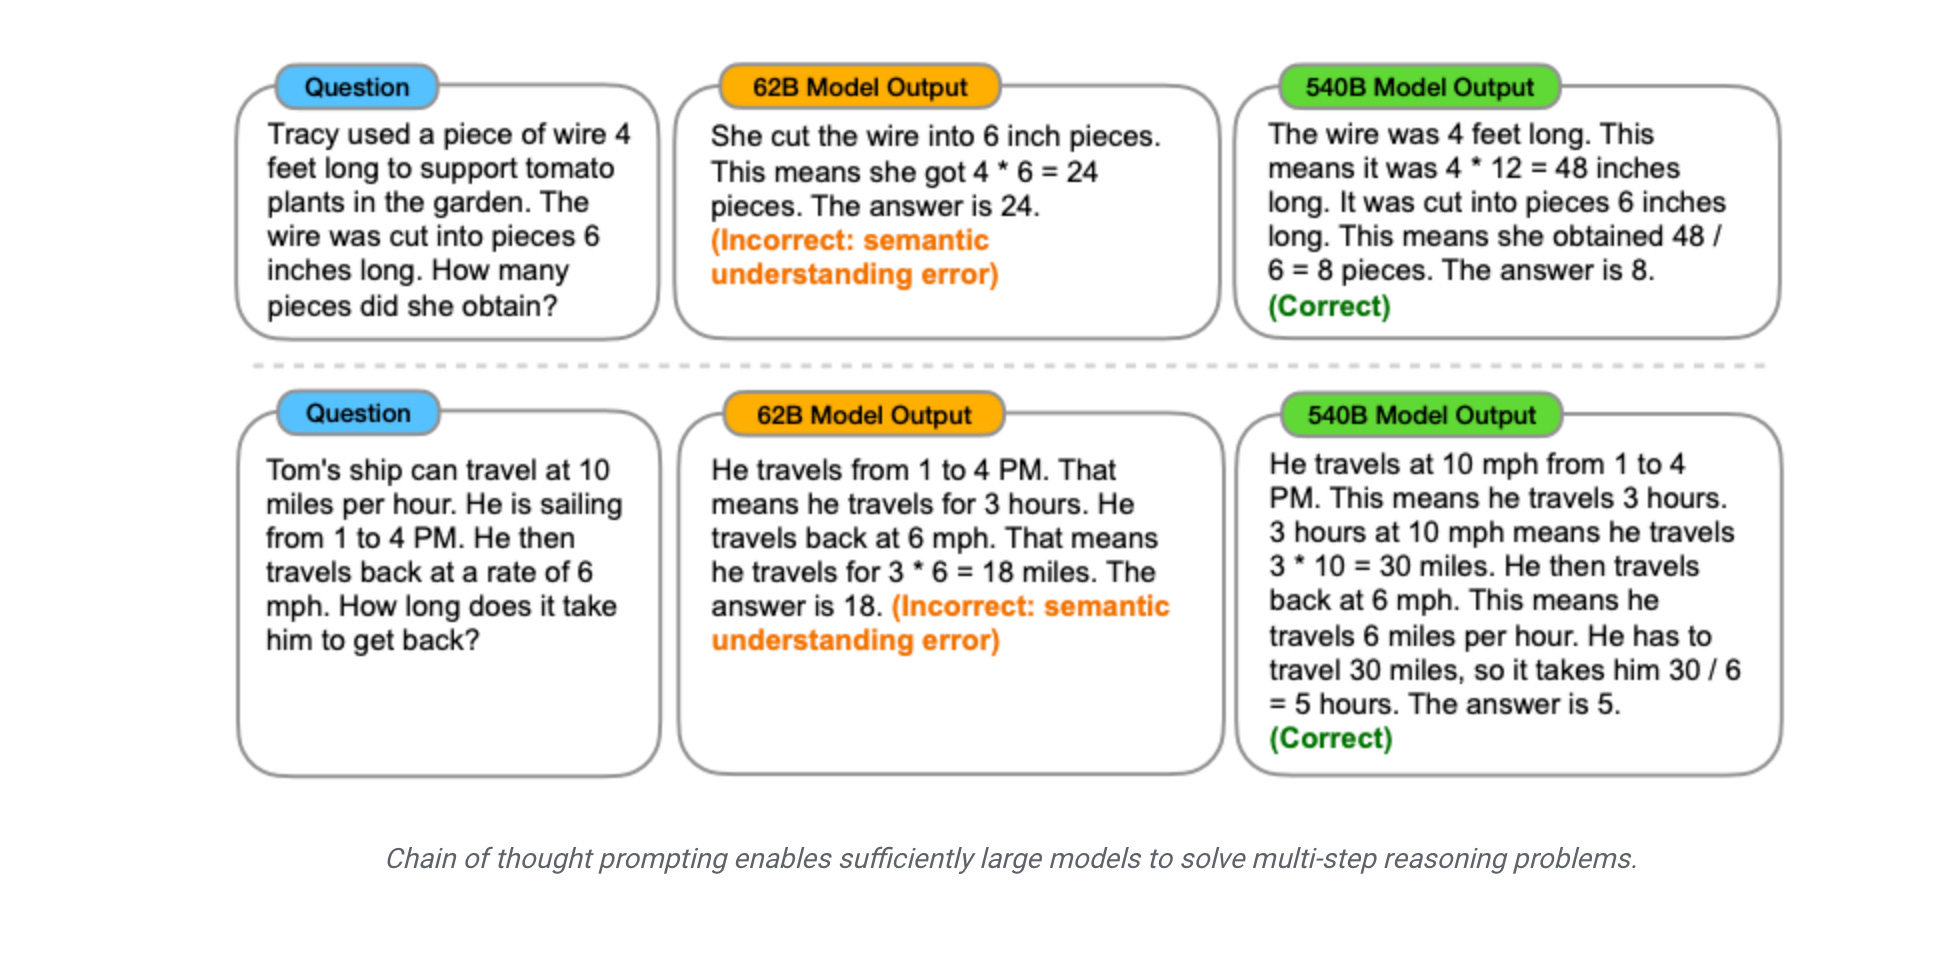 Question
Tracy used a piece of wire 4
feet long to support tomato
plants in the garden. The
wire was cut into pieces 6
inches long. How many
pieces did she obtain?
62B Model Output
She cut the wire into 6 inch pieces.
This means she got 4 * 6 = 24
pieces. The answer is 24.
(Incorrect: semantic
understanding error)
540B Model Output
The wire was 4 feet long. This
means it was 4 * 12 = 48 inches
long. It was cut into pieces 6 inches
long. This means she obtained 48 /
6 = 8 pieces. The answer is 8.
(Correct)
Question
Tom's ship can travel at 10
miles per hour. He is sailing
from 1 to 4 PM. He then
travels back at a rate of 6
mph. How long does it take
him to get back?
62B Model Output
He travels from 1 to 4 PM. That
means he travels for 3 hours. He
travels back at 6 mph. That means
he travels for 3 * 6 = 18 miles. The
answer is 18. (Incorrect: semantic
understanding error)
540B Model Output
He travels at 10 mph from 1 to 4
PM. This means he travels 3 hours.
3 hours at 10 mph means he travels
3 * 10 = 30 miles. He then travels
back at 6 mph. This means he
travels 6 miles per hour. He has to
travel 30 miles, so it takes him 30 / 6
= 5 hours. The answer is 5.
(Correct)
Chain of thought prompting enables sufficiently large models to solve multi-step reasoning problems.